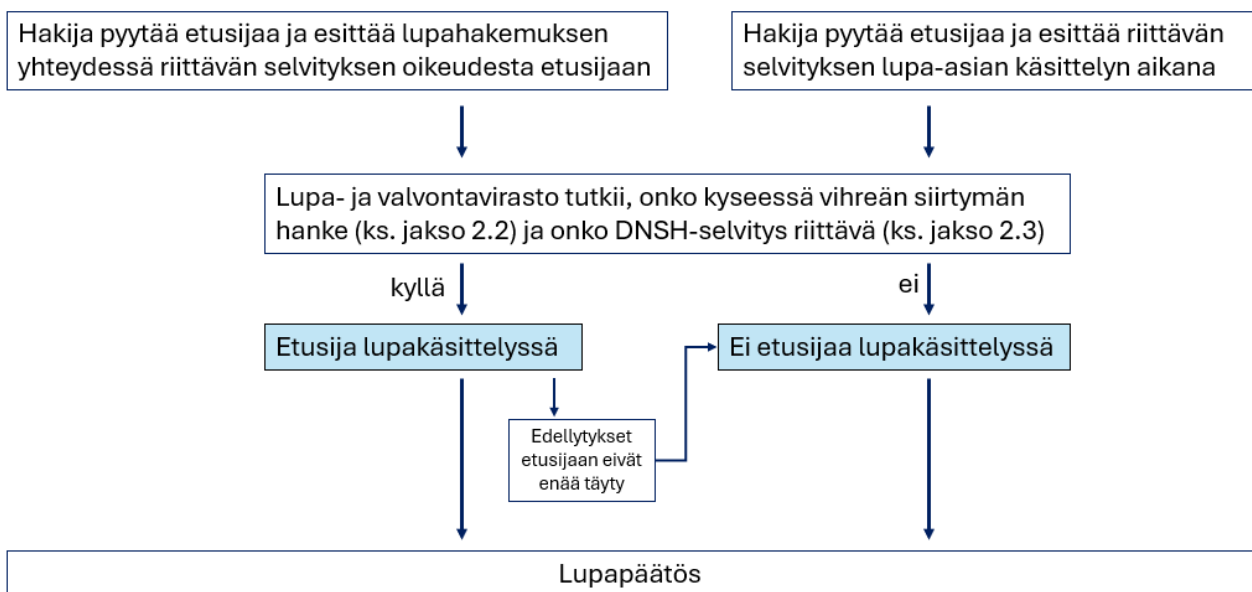 Hakija pyytää etusijaa ja esittää lupahakemuksen
yhteydessä riittävän selvityksen oikeudesta etusijaan
Hakija pyytää etusijaa ja esittää riittävän
selvityksen lupa-asian käsittelyn aikana
Lupa- ja valvontavirasto tutkii, onko kyseessä vihreän siirtymän
hanke (ks. jakso 2.2) ja onko DNSH-selvitys riittävä (ks. jakso 2.3)
kyllä
ei
Etusija lupakäsittelyssä
Ei etusijaa lupakäsittelyssä
Edellytykset
etusijaan eivät
enää täyty
Lupapäätös